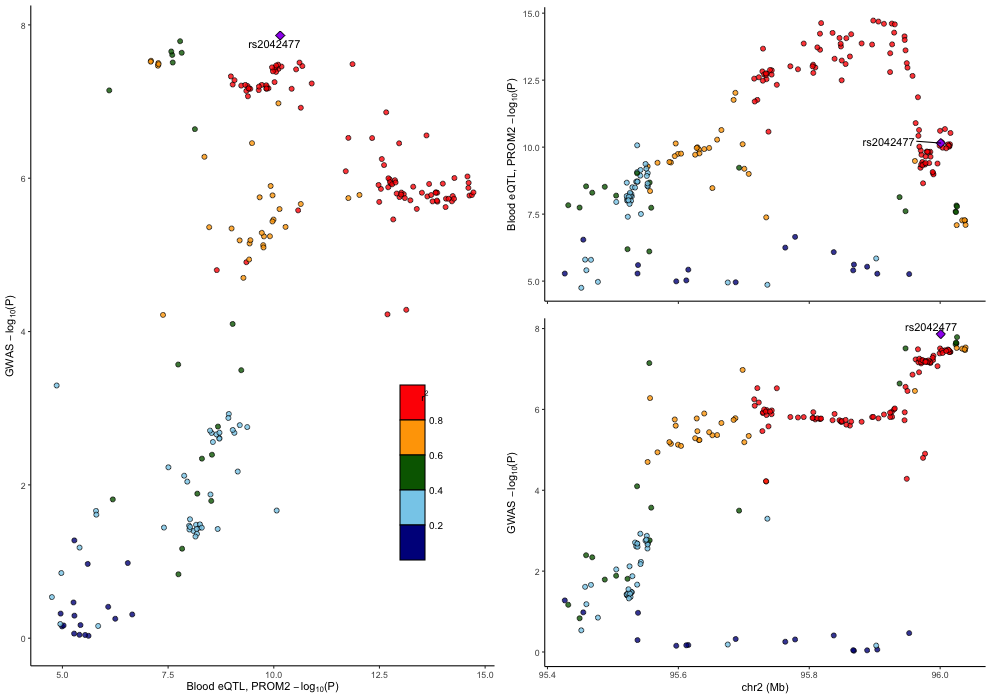 8
6
4
2
0
GWAS −log10(P)
rs2042477
r2
0.8
0.6
0.4
0.2
5.0 7.5 10.0 12.5 15.0
Blood eQTL, PROM2 −log10(P)
15.0
12.5
10.0
7.5
5.0
Blood eQTL, PROM2 −log10(P)
rs2042477
8
6
4
2
0
GWAS −log10(P)
rs2042477
95.4 95.6 95.8 96.0
chr2 (Mb)